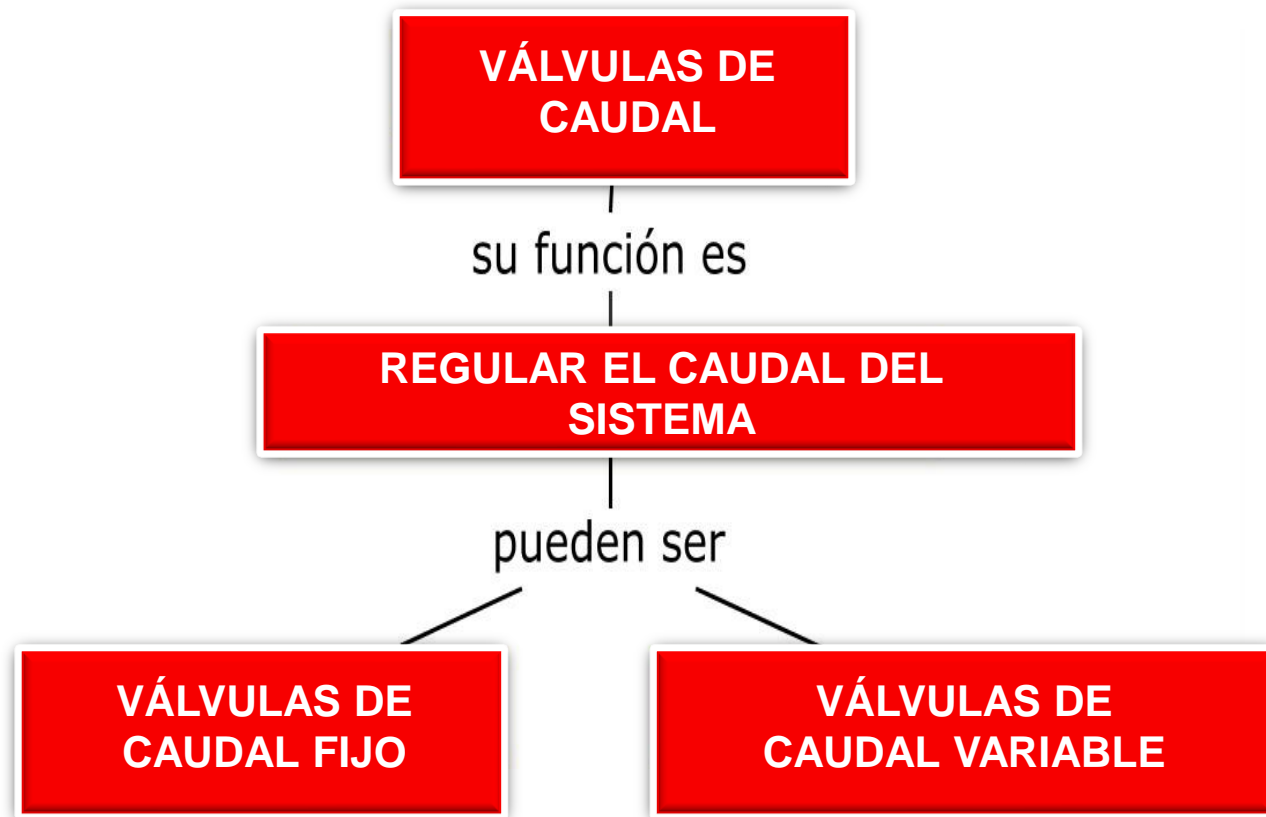 VÁLVULAS DE
CAUDAL
su función es
REGULAR EL CAUDAL DEL
SISTEMA
pueden ser
VÁLVULAS DE
CAUDAL FIJO
VÁLVULAS DE
CAUDAL VARIABLE